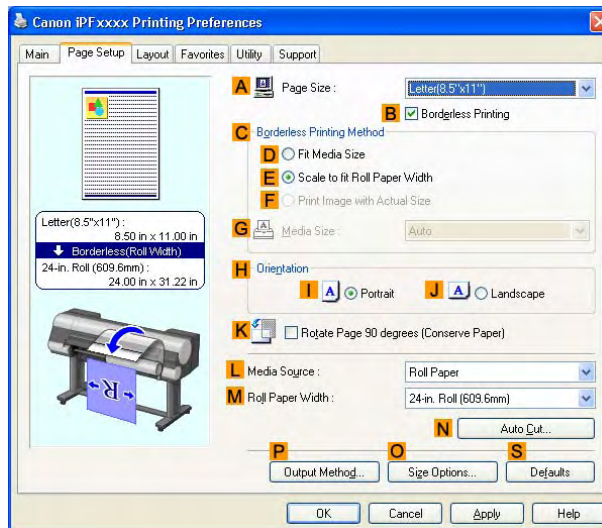 Canon iPFxxxx Printing Preferences
Main Page Setup Layout Favorites Utility Support
A Page Size : Letter(8.5"x11")
B Borderless Printing
C Borderless Printing Method
D Fit Media Size
E Scale to fit Roll Paper Width
F Print Image with Actual Size
G Media Size : Auto
Letter(8.5"x11") :
8.50 in x 11.00 in
Borderless(Roll Width)
24-in. Roll (609.6mm) :
24.00 in x 31.22 in
H Orientation
I A Portrait J A Landscape
K Rotate Page 90 degrees (Conserve Paper)
R
L Media Source : Roll Paper
M Roll Paper Width : 24-in. Roll (609.6mm)
N Auto Cut...
P O S
Output Method... Size Options... Defaults
OK Cancel Apply Help